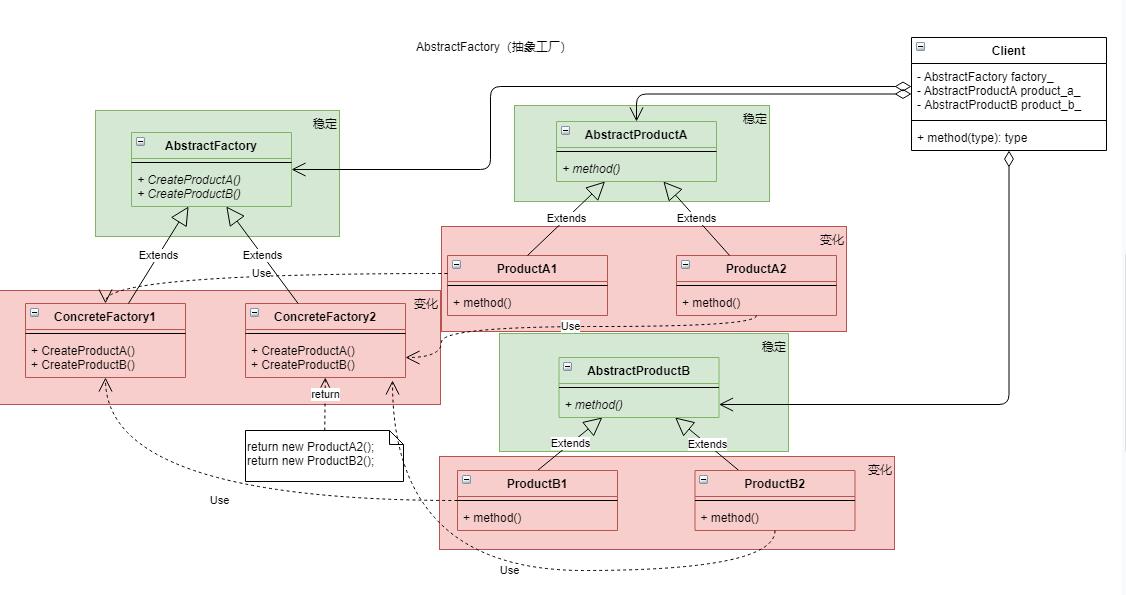 AbstractFactory（抽象工厂）
Client
- AbstractFactory factory_
- AbstractProductA product_a_
- AbstractProductB product_b_
+ method(type): type
稳定
AbstractFactory
+ CreateProductA()
+ CreateProductB()
稳定
AbstractProductA
+ method()
Extends
Extends
Extends
Extends
Use
变化
ProductA1
+ method()
ProductA2
+ method()
变化
ConcreteFactory1
+ CreateProductA()
+ CreateProductB()
ConcreteFactory2
+ CreateProductA()
+ CreateProductB()
Use
稳定
AbstractProductB
+ method()
return
return new ProductA2();
return new ProductB2();
Extends
Extends
变化
ProductB1
+ method()
ProductB2
+ method()
Use
Use